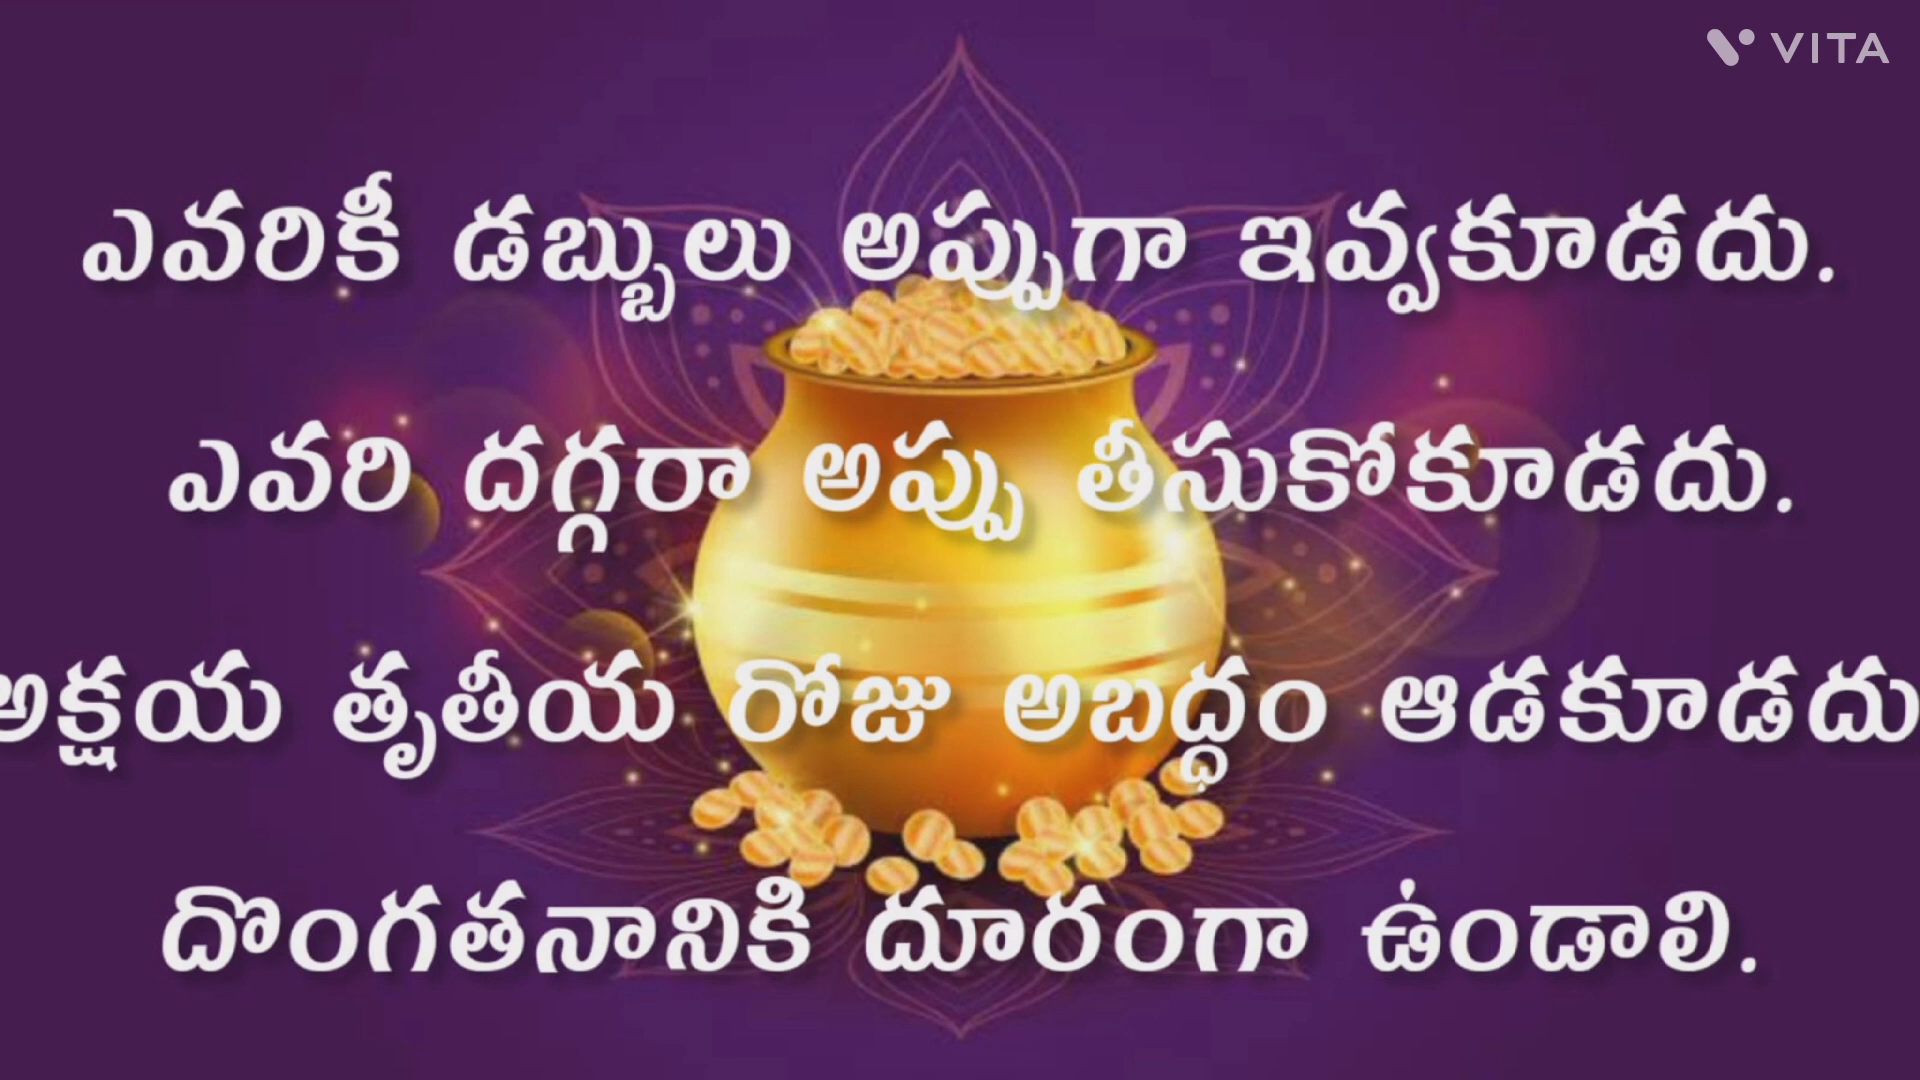 VITA
ఎవరికీ డబ్బులు అప్పుగా ఇవ్వకూడదు.
ఎవరి దగ్గరా అప్పు తీసుకోకూడదు.
అక్షయ తృతీయ రోజు అబద్ధం ఆడకూడదు
దొంగతనానికి దూరంగా ఉండాలి.